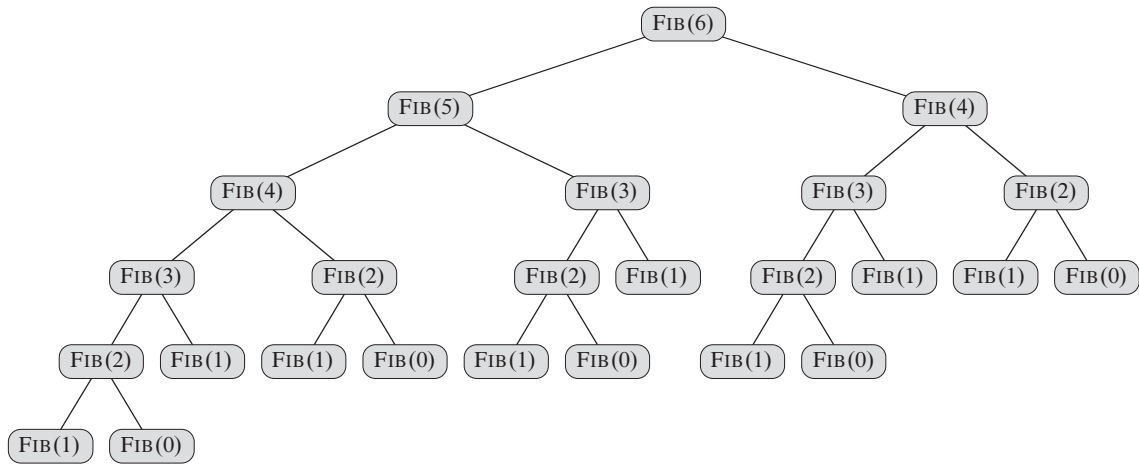 FIB(6)
FIB(5) FIB(4)
FIB(4) FIB(3) FIB(3) FIB(2)
FIB(3) FIB(2) FIB(2) FIB(1) FIB(2) FIB(1) FIB(1) FIB(0)
FIB(2) FIB(1) FIB(1) FIB(0) FIB(1) FIB(0) FIB(1) FIB(0)
FIB(1) FIB(0)